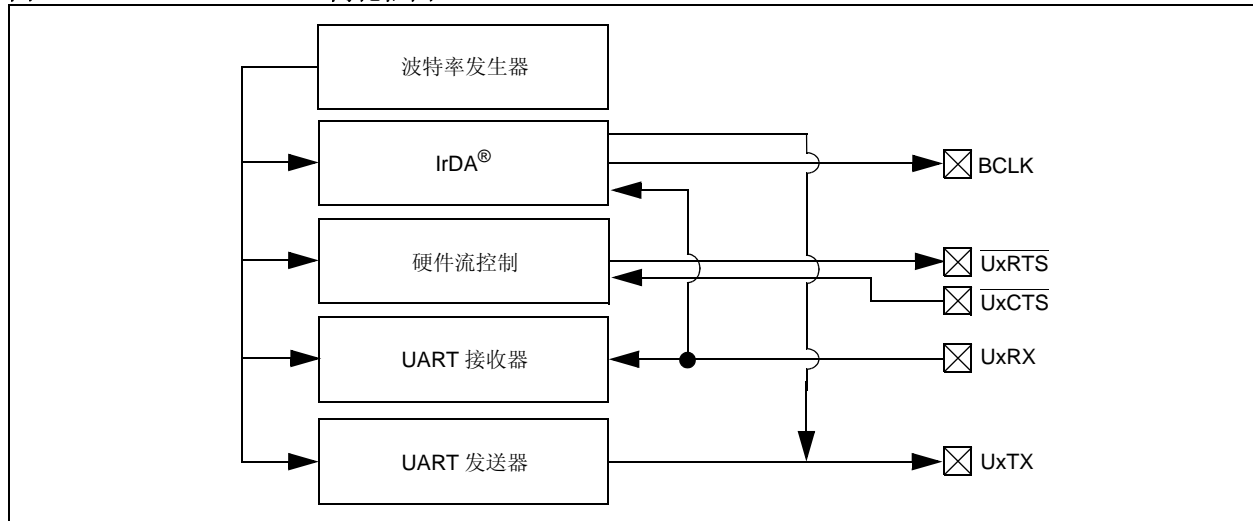 波特率发生器
IrDA®
BCLK
硬件流控制
UxRTS
UxCTS
UART 接收器
UxRX
UART 发送器
UxTX